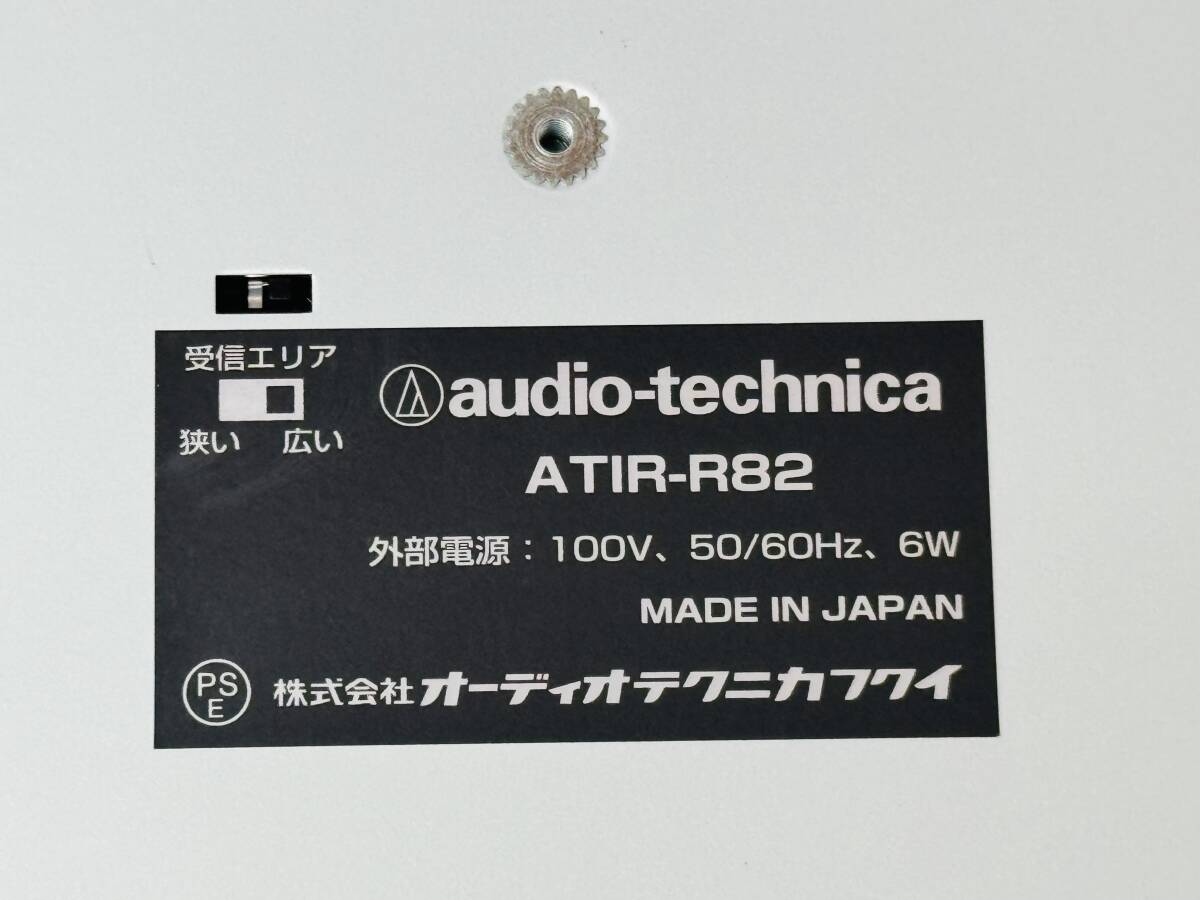 受信エリア
狭い 広い
audio-technica
ATIR-R82
外部電源：100V、50/60Hz、6W
MADE IN JAPAN
PS
E
株式会社オーディオテクニカフクイ